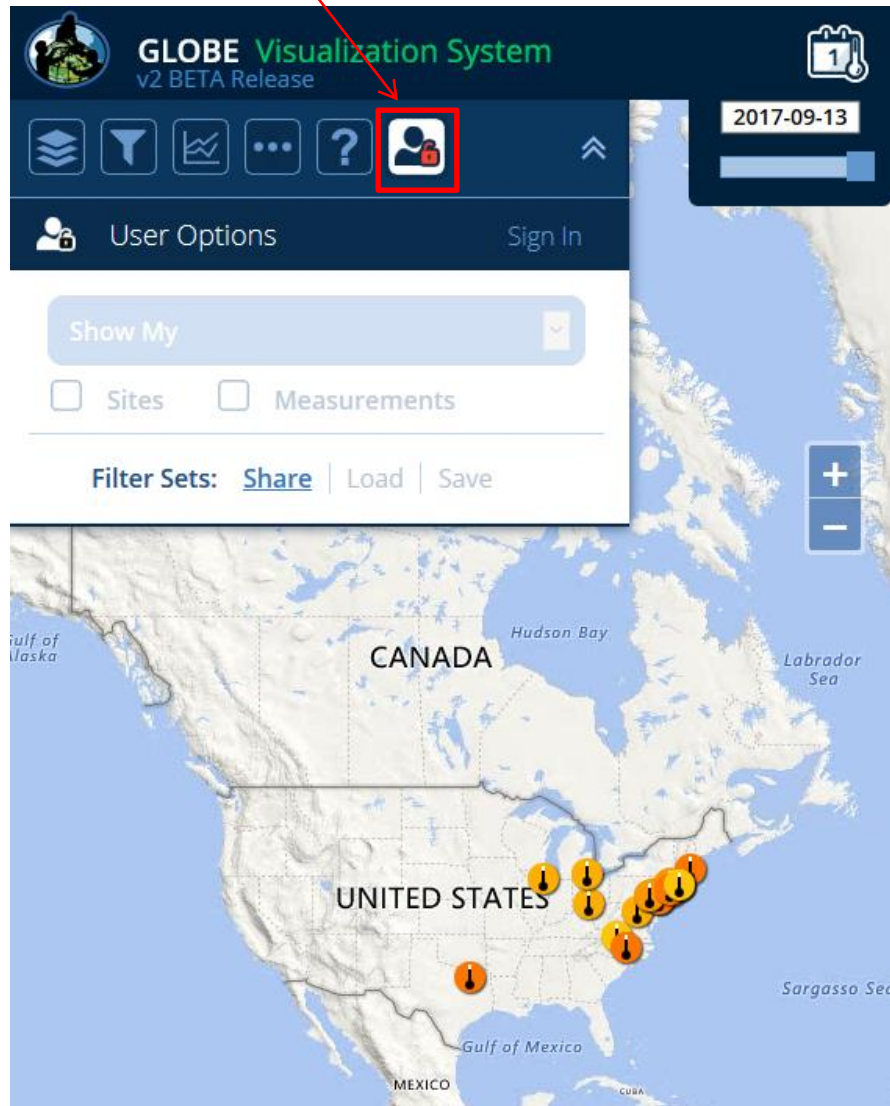 GLOBE Visualization System
v2 BETA Release
1
2017-09-13
?
User Options Sign In
Show My
Sites Measurements
Filter Sets: Share | Load | Save
+
−
Hudson Bay
CANADA
Gulf of
Alaska
Labrador
Sea
UNITED STATES
Sargasso Sea
Gulf of Mexico
MEXICO
CUBA